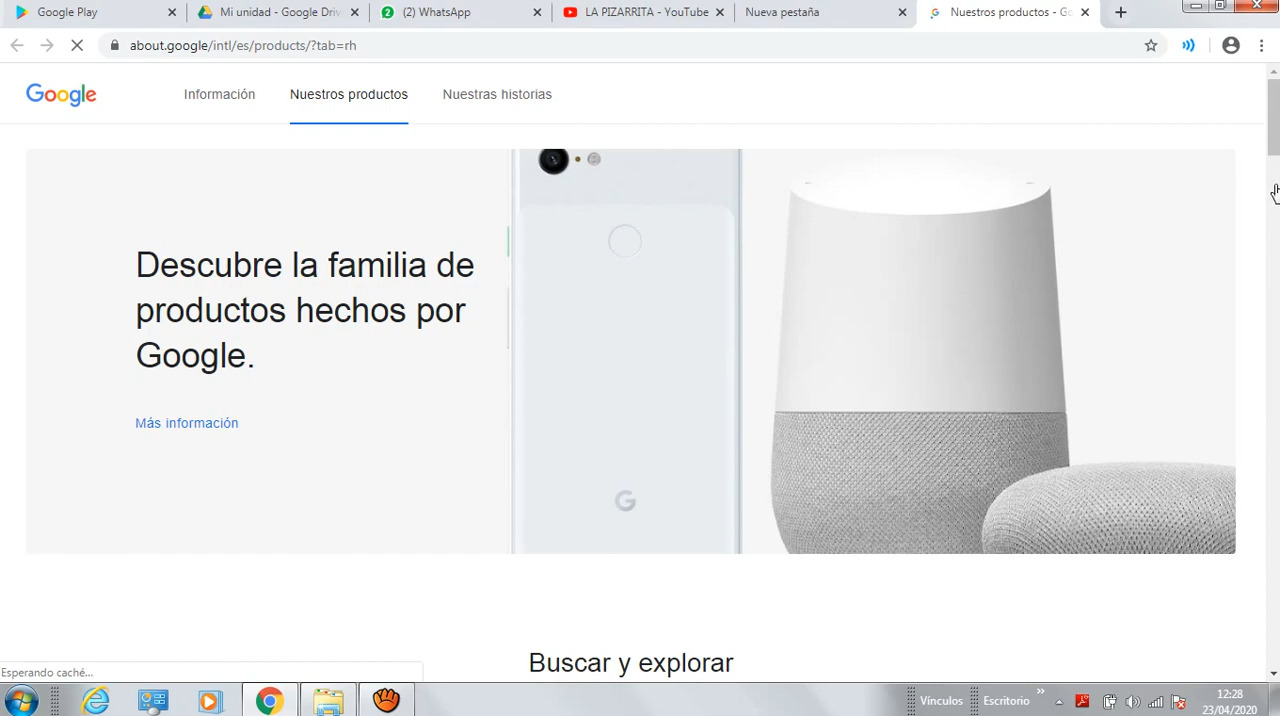 Google Play
Mi unidad - Google Driv
(2) WhatsApp
LA PIZARRITA - YouTube
Nueva pestaña
Nuestros productos - Go
about.google/intl/es/products/?tab=rh
Google
Información
Nuestros productos
Nuestras historias
Descubre la familia de
productos hechos por
Google.
Más información
G
Buscar y explorar
Esperando caché...
Vínculos
Escritorio
12:28
23/04/2020